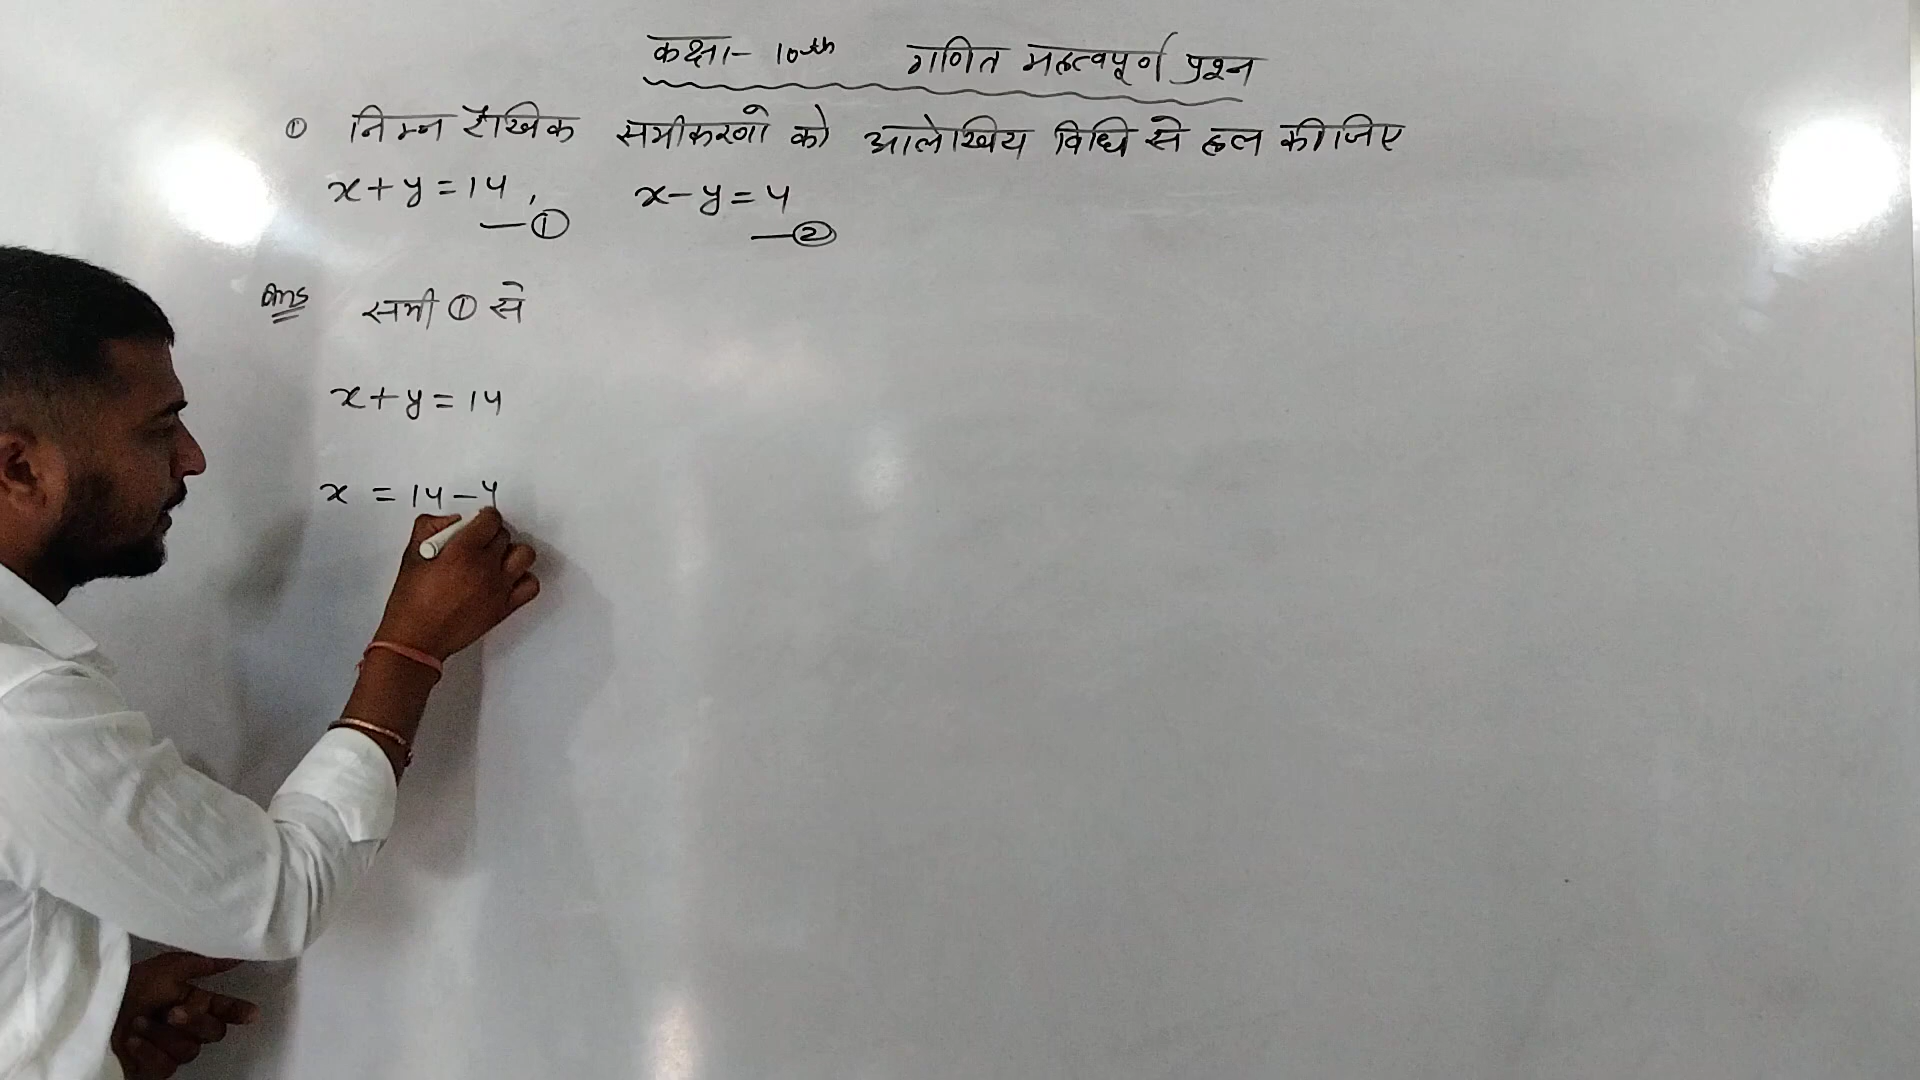 कक्षा- 10th गणित महत्वपूर्ण प्रश्न
① निम्न रैखिक समीकरणो को आलेखिय विधि से हल कीजिए
x+y=14, x-y=4
—① —②
Ans समी ① से
x+y=14
x =14-y